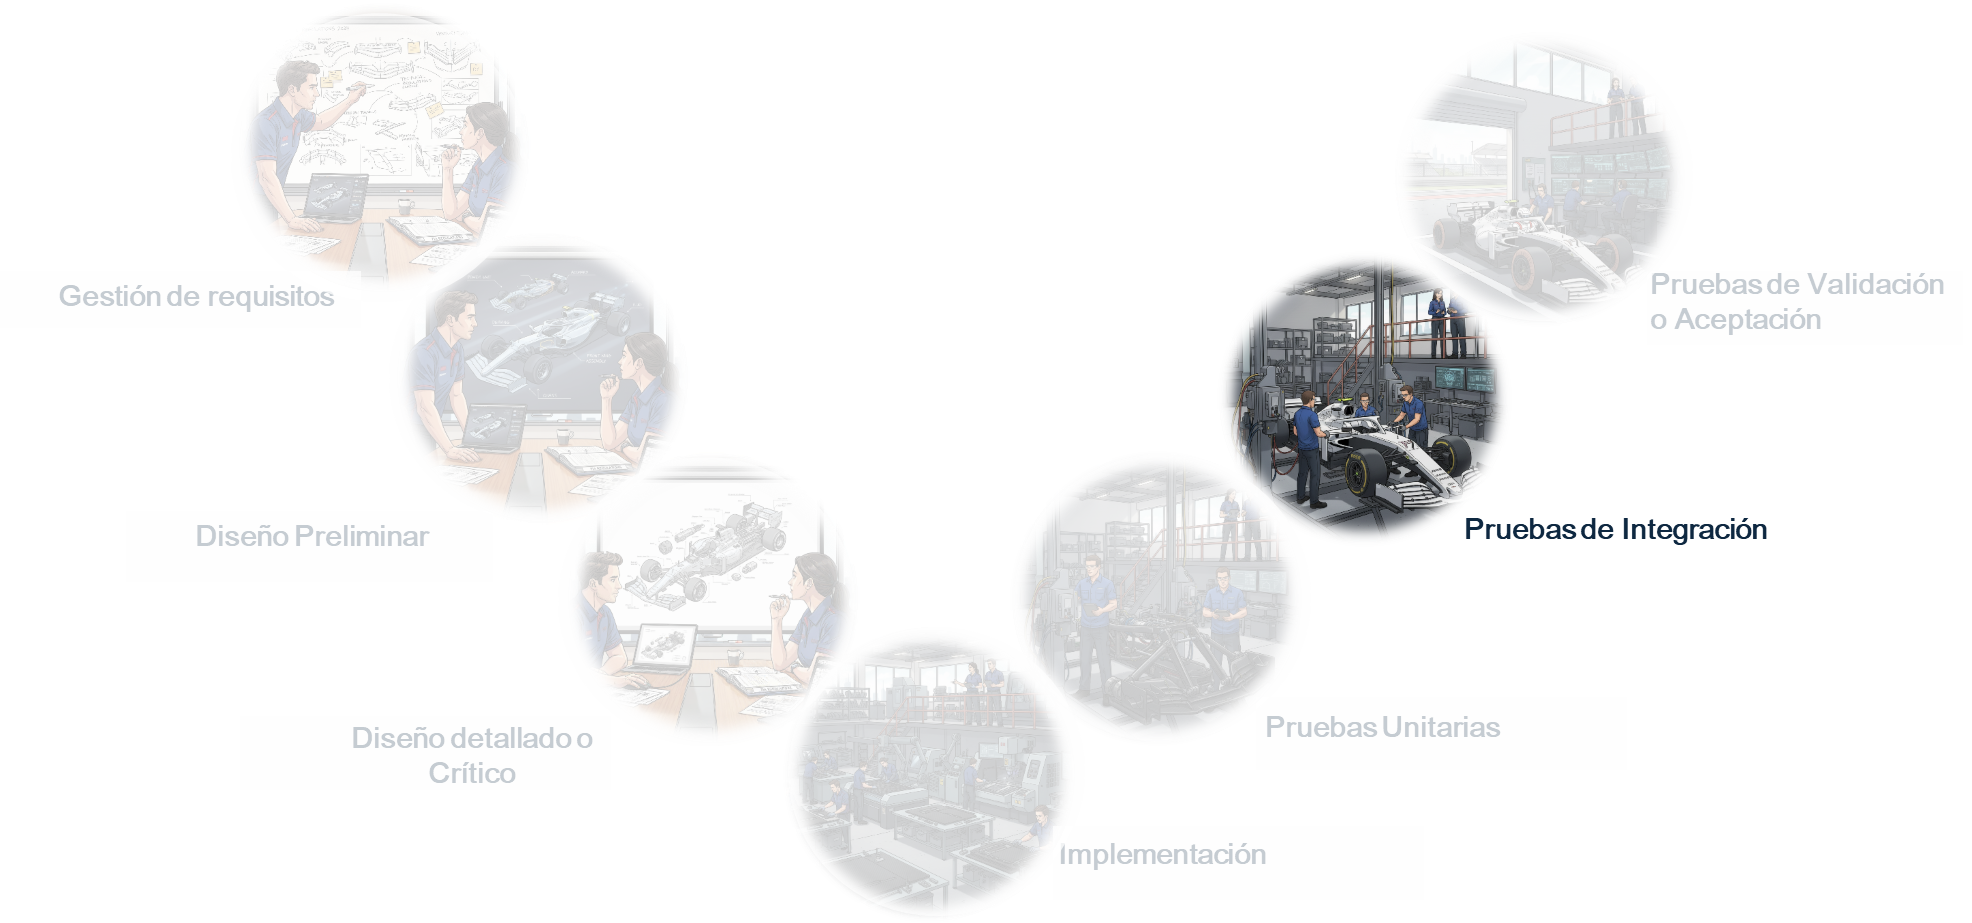 Gestión de requisitos
Diseño Preliminar
Diseño detallado o
Crítico
Implementación
Pruebas Unitarias
Pruebas de Integración
Pruebas de Validación
o Aceptación